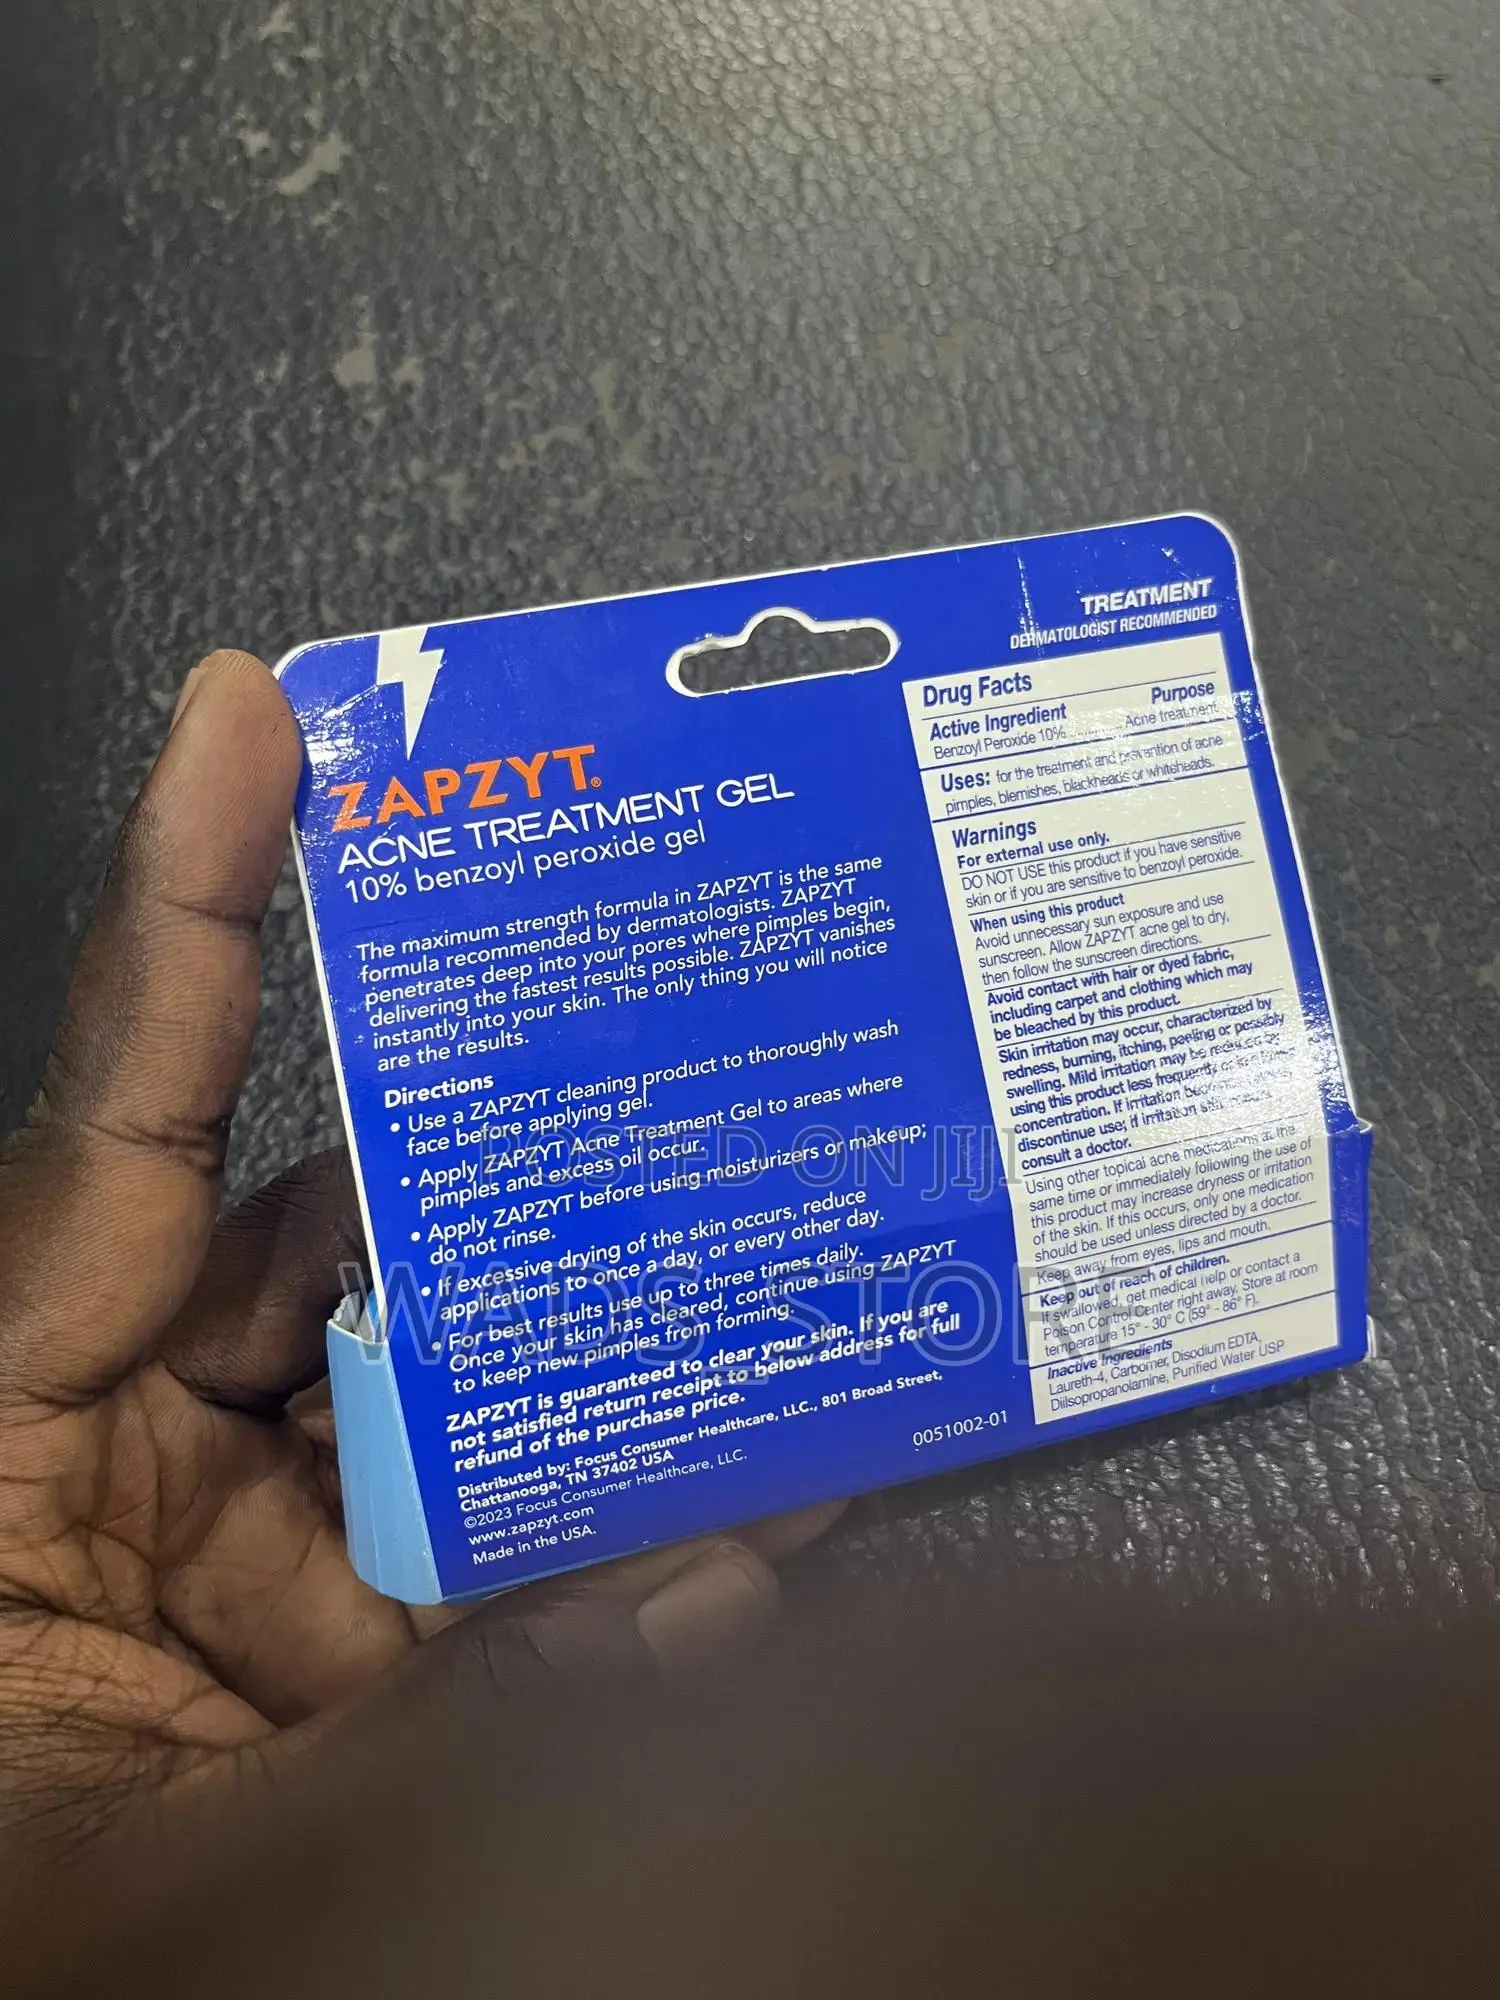 ZAPZYT®
ACNE TREATMENT GEL
10% benzoyl peroxide gel
The maximum strength formula in ZAPZYT is the same
formula recommended by dermatologists. ZAPZYT
penetrates deep into your pores where pimples begin,
delivering the fastest results possible. ZAPZYT vanishes
instantly into your skin. The only thing you will notice
are the results.
Directions
• Use a ZAPZYT cleaning product to thoroughly wash
face before applying gel.
• Apply ZAPZYT Acne Treatment Gel to areas where
pimples and excess oil occur.
• Apply ZAPZYT before using moisturizers or makeup;
do not rinse.
• If excessive drying of the skin occurs, reduce
applications to once a day, or every other day.
• For best results use up to three times daily.
Once your skin has cleared, continue using ZAPZYT
to keep new pimples from forming.
ZAPZYT is guaranteed to clear your skin. If you are
not satisfied return receipt to below address for full
refund of the purchase price.
Distributed by: Focus Consumer Healthcare, LLC., 801 Broad Street,
Chattanooga, TN 37402 USA
©2023 Focus Consumer Healthcare, LLC.
www.zapzyt.com
Made in the USA.
0051002-01
TREATMENT
DERMATOLOGIST RECOMMENDED
Drug Facts
Active Ingredient Purpose
Benzoyl Peroxide 10% Acne treatment
Uses: for the treatment and prevention of acne
pimples, blemishes, blackheads or whiteheads.
Warnings
For external use only.
DO NOT USE this product if you have sensitive
skin or if you are sensitive to benzoyl peroxide.
When using this product
Avoid unnecessary sun exposure and use
sunscreen. Allow ZAPZYT acne gel to dry,
then follow the sunscreen directions.
Avoid contact with hair or dyed fabric,
including carpet and clothing which may
be bleached by this product.
Skin irritation may occur, characterized by
redness, burning, itching, peeling or possibly
swelling. Mild irritation may be reduced by
using this product less frequently or in a
concentration. If irritation
discontinue use; if irritation still
consult a doctor.
Using other topical acne medications at the
same time or immediately following the use of
this product may increase dryness or irritation
of the skin. If this occurs, only one medication
should be used unless directed by a doctor.
Keep away from eyes, lips and mouth.
Keep out of reach of children.
If swallowed, get medical help or contact a
Poison Control Center right away. Store at room
temperature 15° - 30° C (59° - 86° F).
Inactive Ingredients
Laureth-4, Carbomer, Disodium EDTA,
Diilsopropanolamine, Purified Water USP
POSTED ON JIJI
WADS_STORE